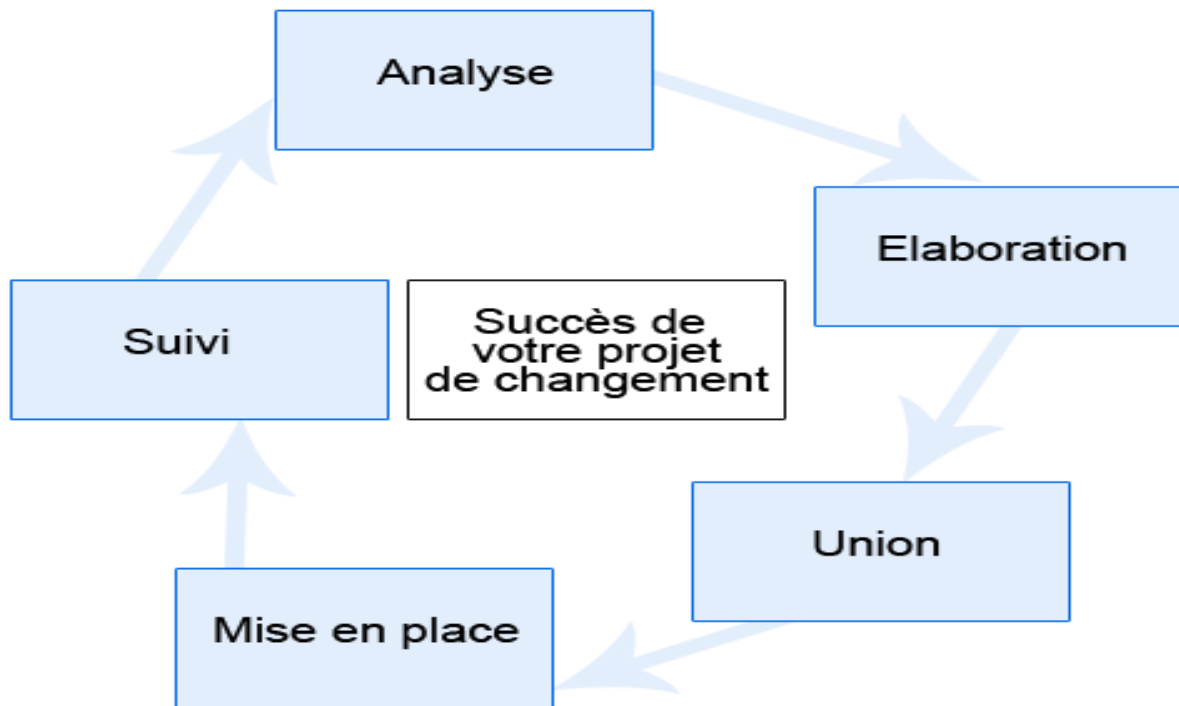 Analyse
Elaboration
Suivi
Succès de
votre projet
de changement
Union
Mise en place